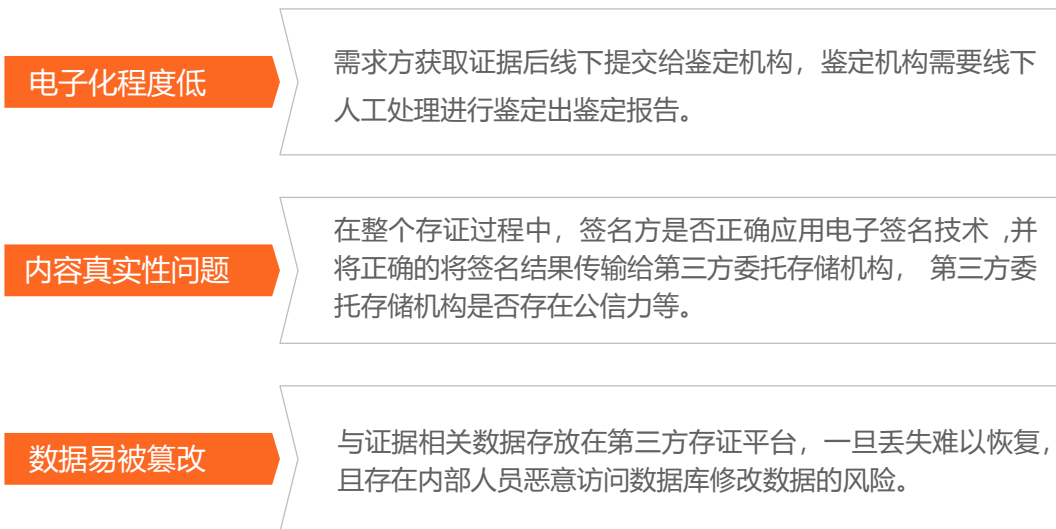 电子化程度低
需求方获取证据后线下提交给鉴定机构，鉴定机构需要线下
人工处理进行鉴定出鉴定报告。
内容真实性问题
在整个存证过程中，签名方是否正确应用电子签名技术 ,并
将正确的将签名结果传输给第三方委托存储机构， 第三方委
托存储机构是否存在公信力等。
数据易被篡改
与证据相关数据存放在第三方存证平台，一旦丢失难以恢复，
且存在内部人员恶意访问数据库修改数据的风险。